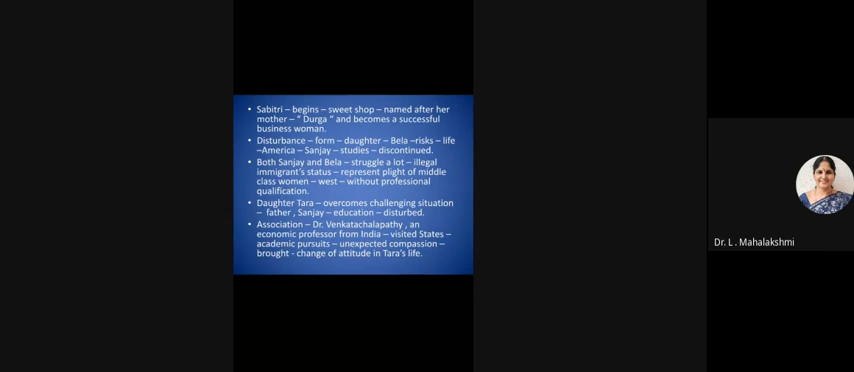 • Sabitri – begins – sweet shop – named after her
mother – “ Durga ” and becomes a successful
business woman.
• Disturbance – form – daughter – Bela –risks – life
–America – Sanjay – studies – discontinued.
• Both Sanjay and Bela – struggle a lot – illegal
immigrant’s status – represent plight of middle
class women – west – without professional
qualification.
• Daughter Tara – overcomes challenging situation
– father , Sanjay – education – disturbed.
• Association – Dr. Venkatachalapathy , an
economic professor from India – visited States –
academic pursuits – unexpected compassion –
brought - change of attitude in Tara’s life.
Dr. L . Mahalakshmi